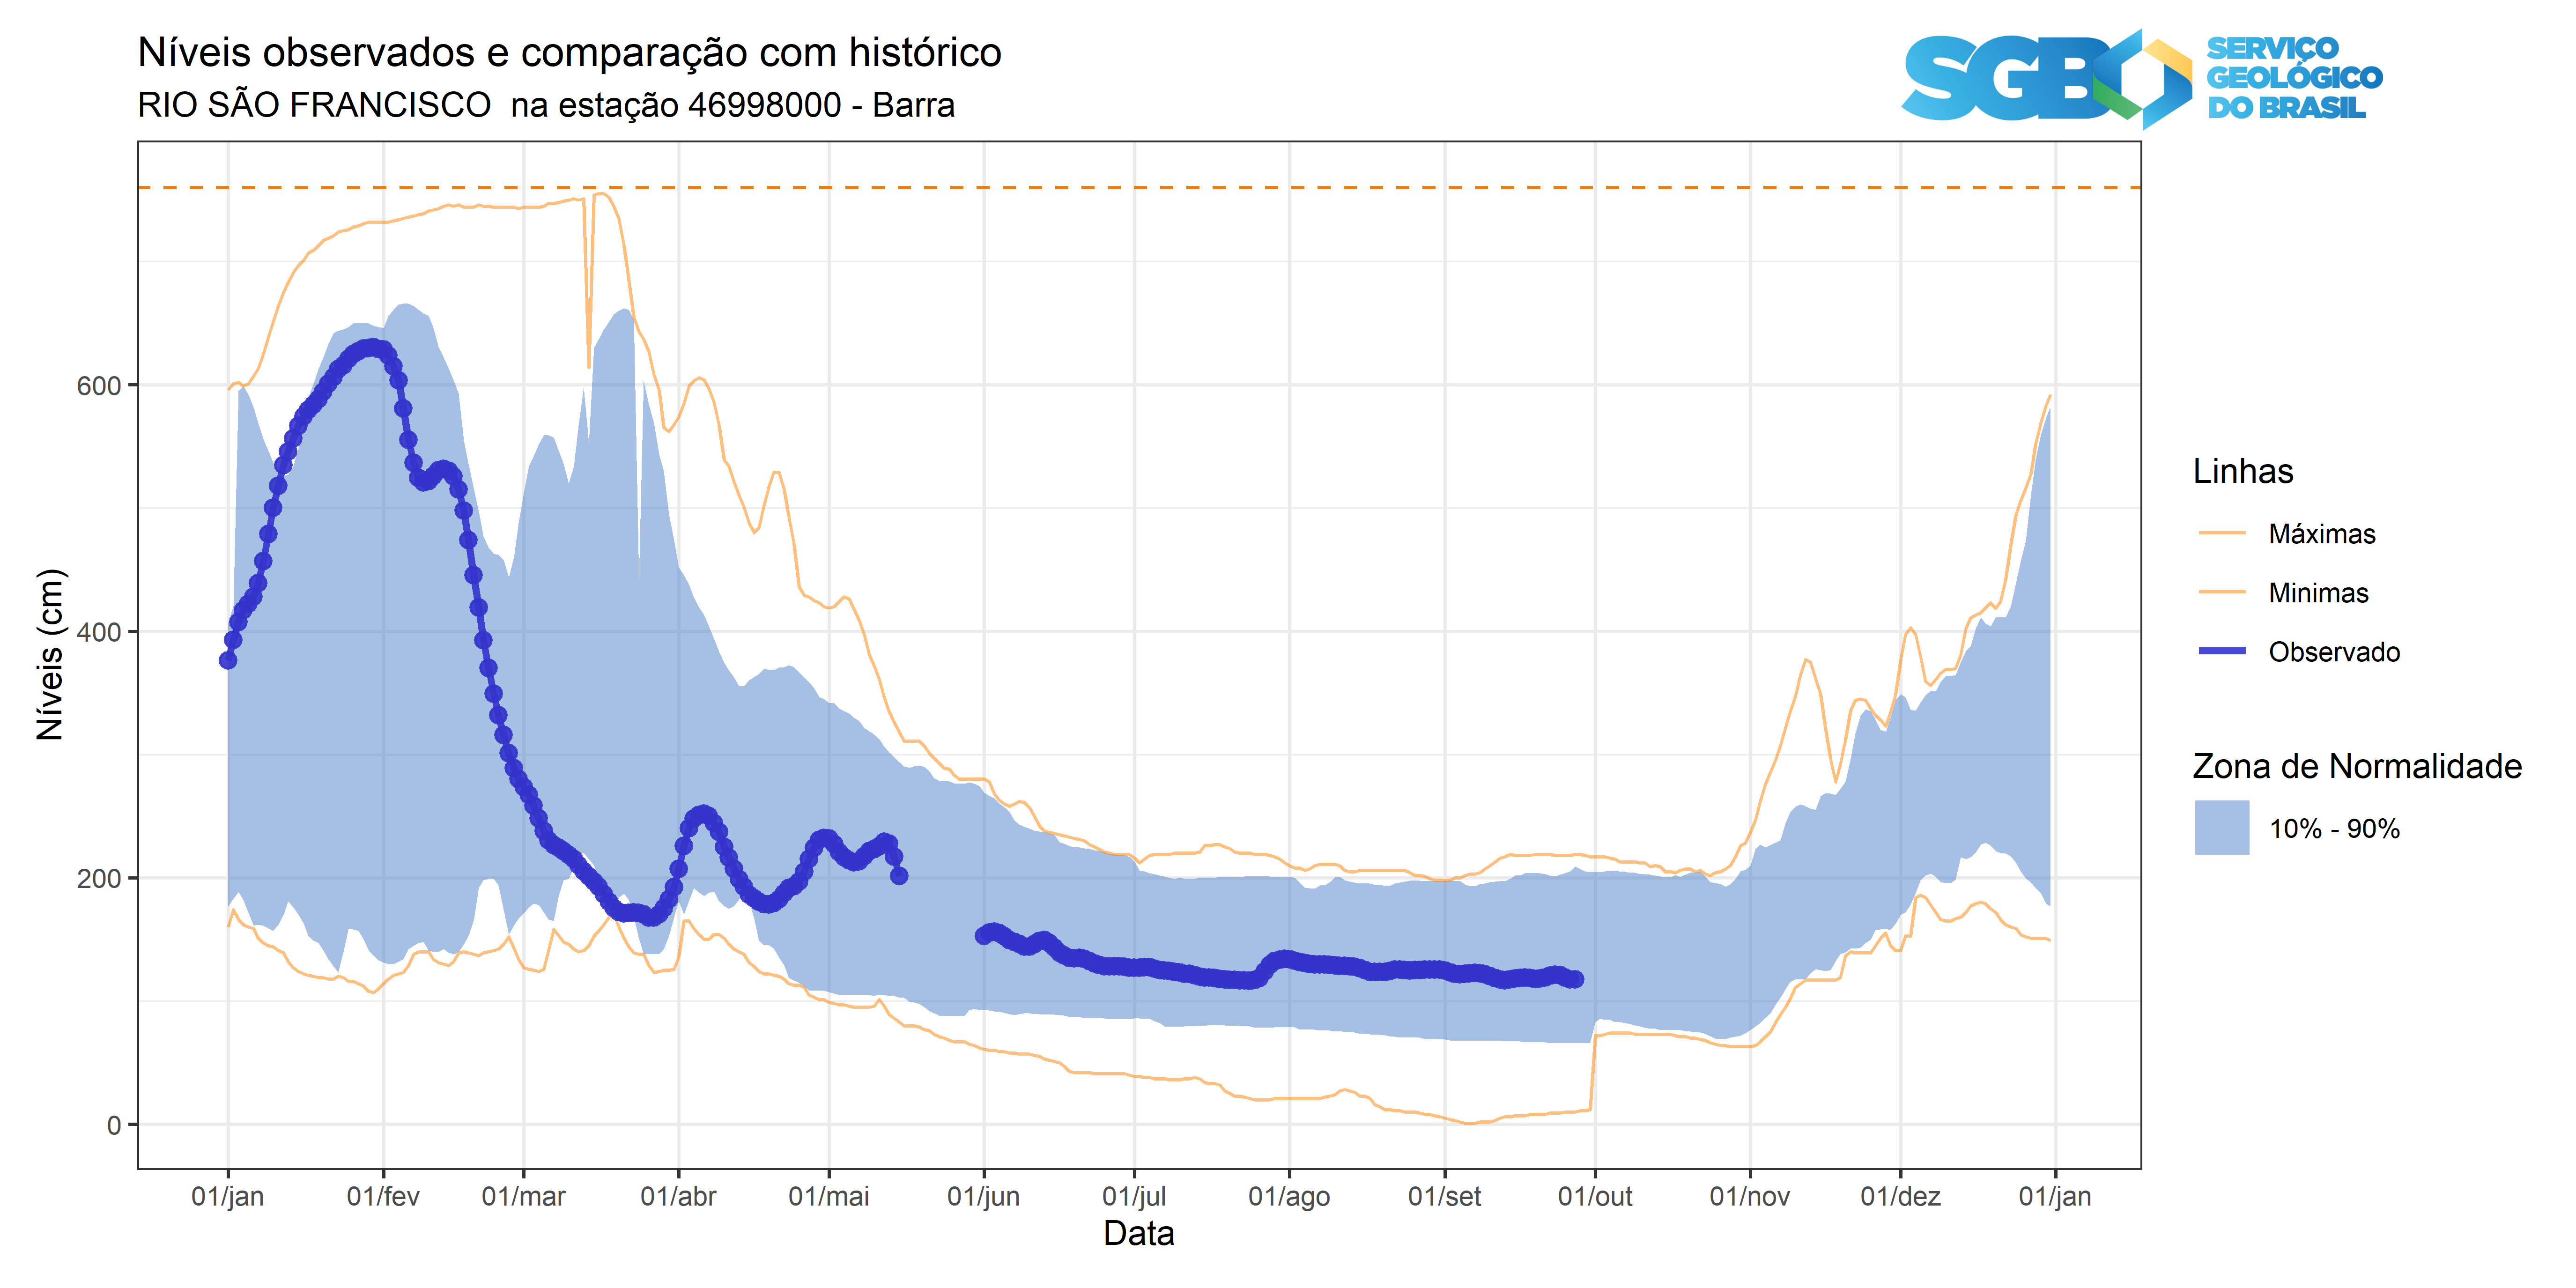 Níveis observados e comparação com histórico
RIO SÃO FRANCISCO  na estação 46998000 - Barra
SGB
SERVIÇO
GEOLÓGICO
DO BRASIL
Níveis (cm)
600
400
200
0
01/jan
01/fev
01/mar
01/abr
01/mai
01/jun
01/jul
01/ago
01/set
01/out
01/nov
01/dez
01/jan
Data
Linhas
Máximas
Minimas
Observado
Zona de Normalidade
10% - 90%